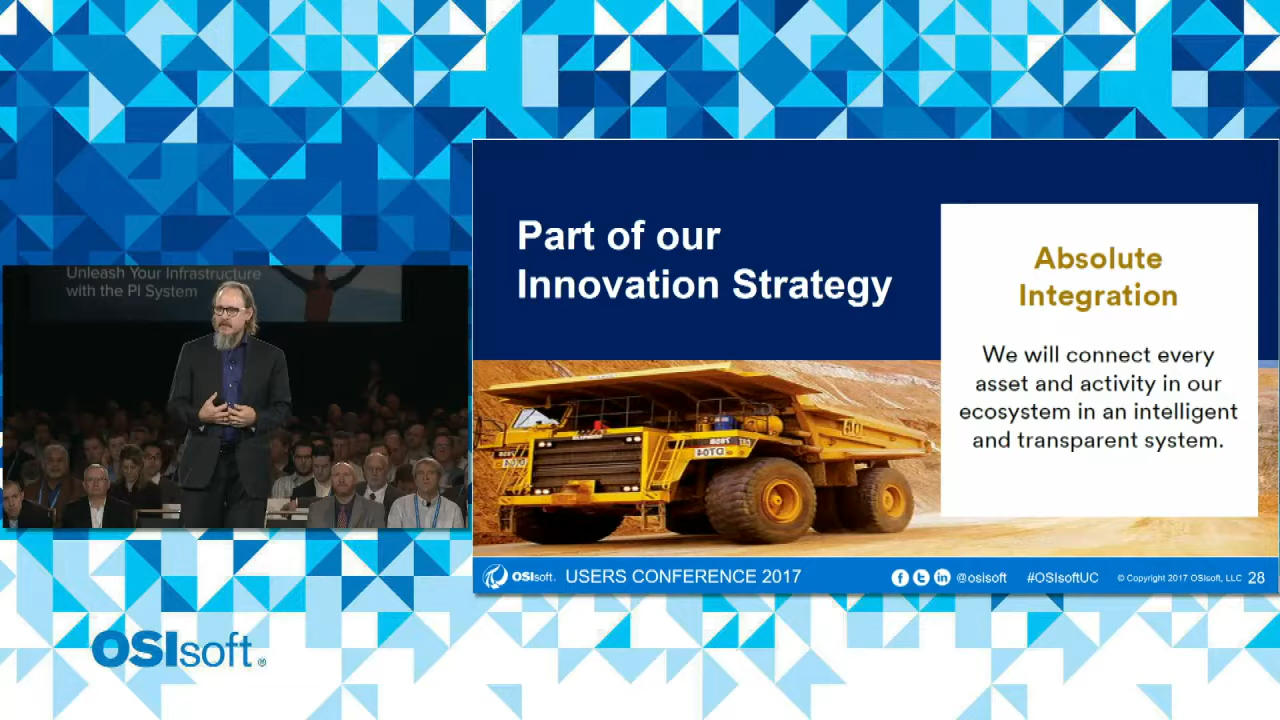 Unleash Your Infrastructure
with the PI System
Part of our
Innovation Strategy
Absolute
Integration
We will connect every
asset and activity in our
ecosystem in an intelligent
and transparent system.
OSIsoft. USERS CONFERENCE 2017
@osisoft #OSIsoftUC © Copyright 2017 OSIsoft, LLC 28
OSIsoft®